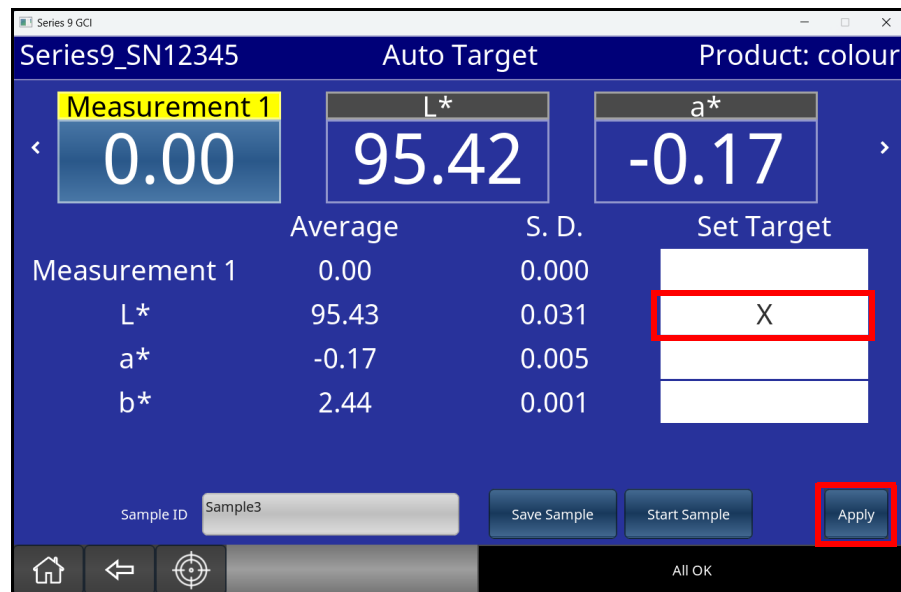 Series 9 GCI
Series9_SN12345 Auto Target Product: colour
Measurement 1 L* a*
0.00 95.42 -0.17
Average S. D. Set Target
Measurement 1 0.00 0.000
L* 95.43 0.031 X
a* -0.17 0.005
b* 2.44 0.001
Sample ID Sample3 Save Sample Start Sample Apply
All OK